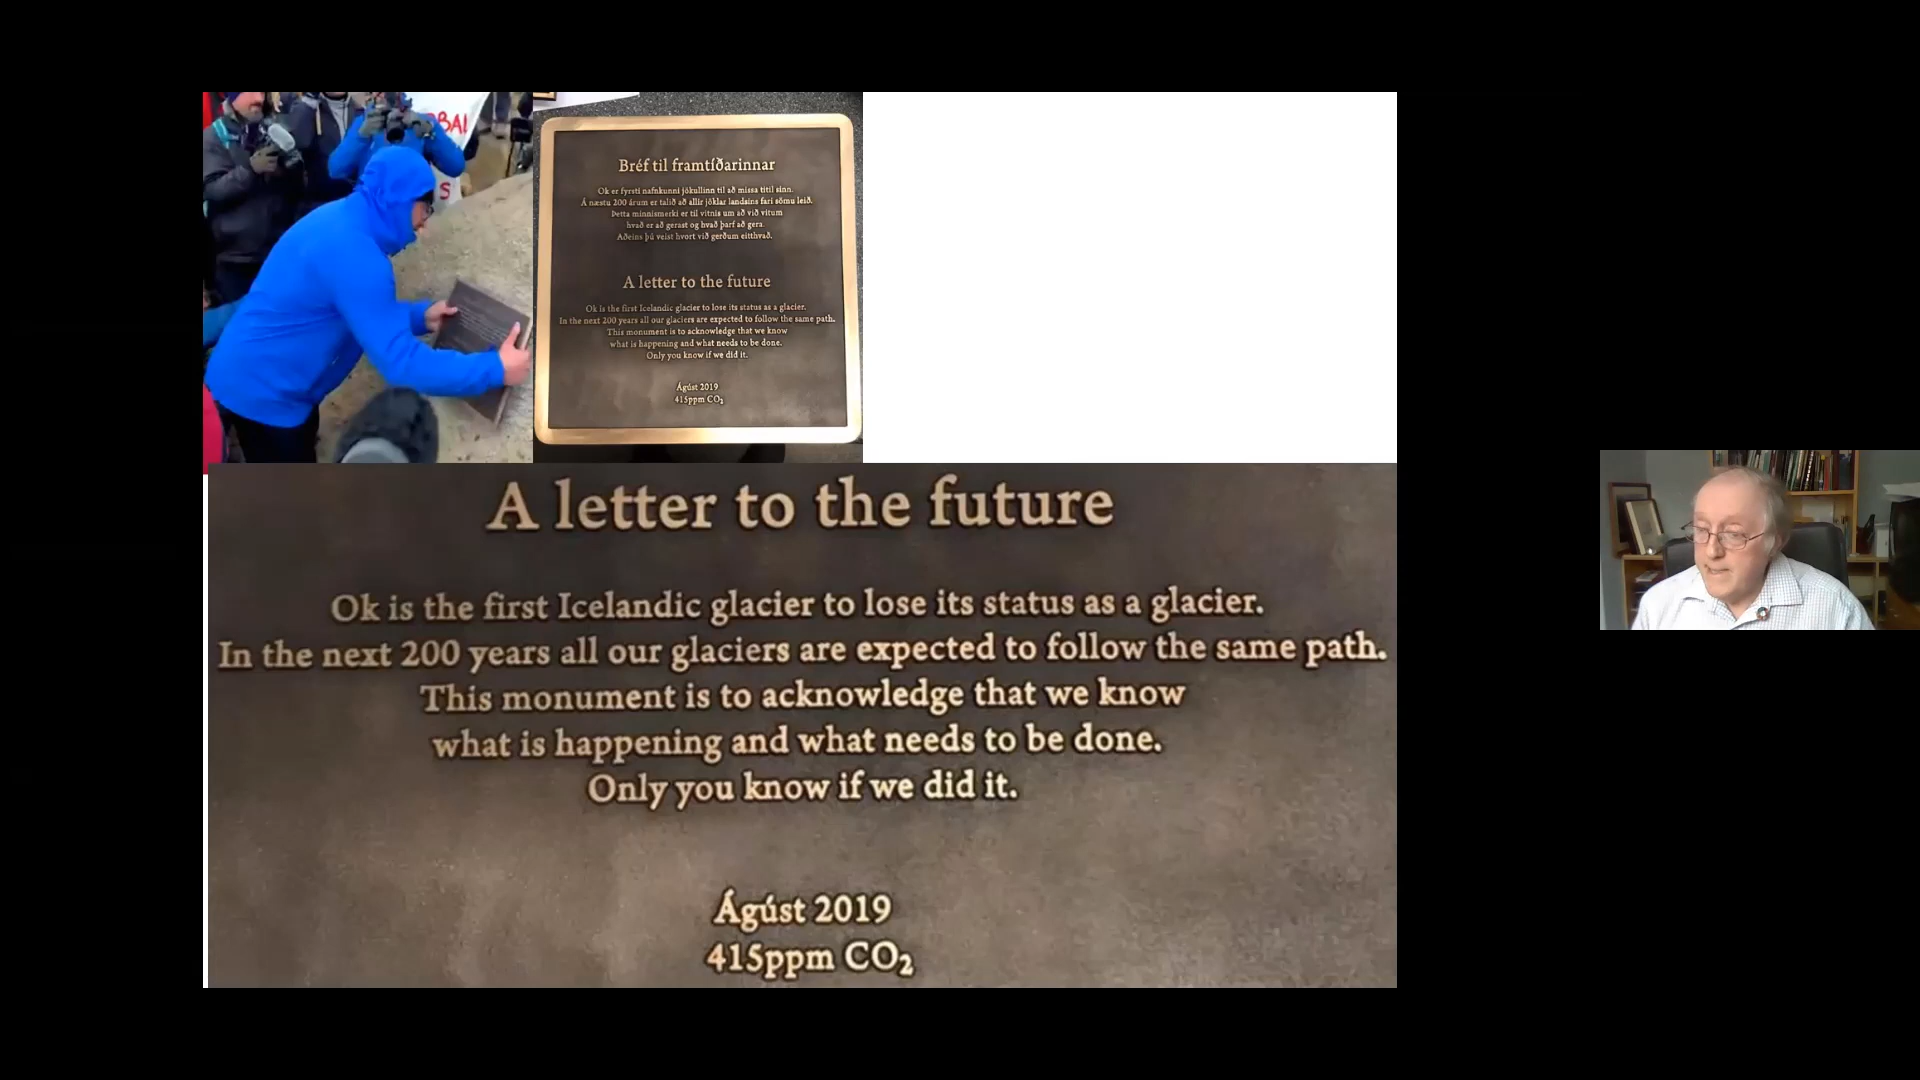 BAL
S
Bréf til framtíðarinnar
Ok er fyrsti nafnkunni jökullinn til að missa titil sinn.
Á næstu 200 árum er talið að allir jöklar landsins fari sömu leið.
Þetta minnismerki er til vitnis um að við vitum
hvað er að gerast og hvað þarf að gera.
Aðeins þú veist hvort við gerðum eitthvað.
A letter to the future
Ok is the first Icelandic glacier to lose its status as a glacier.
In the next 200 years all our glaciers are expected to follow the same path.
This monument is to acknowledge that we know
what is happening and what needs to be done.
Only you know if we did it.
Ágúst 2019
415ppm CO₂
A letter to the future
Ok is the first Icelandic glacier to lose its status as a glacier.
In the next 200 years all our glaciers are expected to follow the same path.
This monument is to acknowledge that we know
what is happening and what needs to be done.
Only you know if we did it.
Ágúst 2019
415ppm CO₂